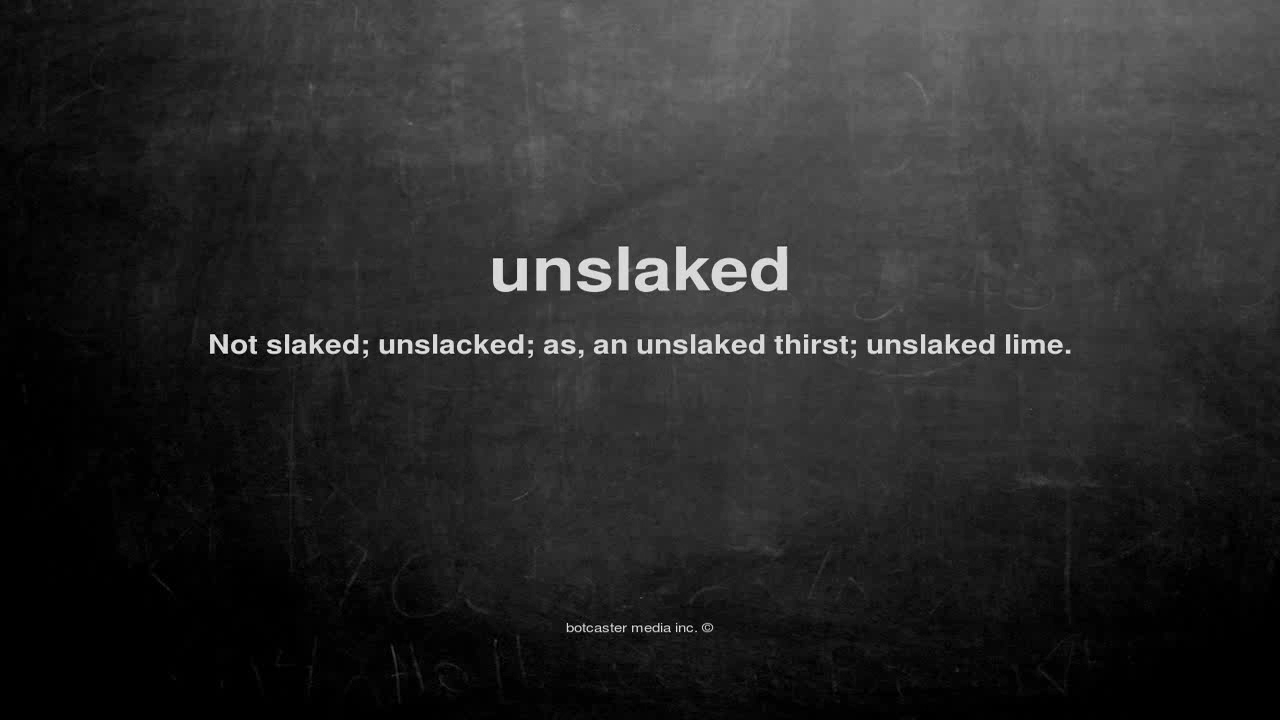 unslaked
Not slaked; unslacked; as, an unslaked thirst; unslaked lime.
botcaster media inc. ©